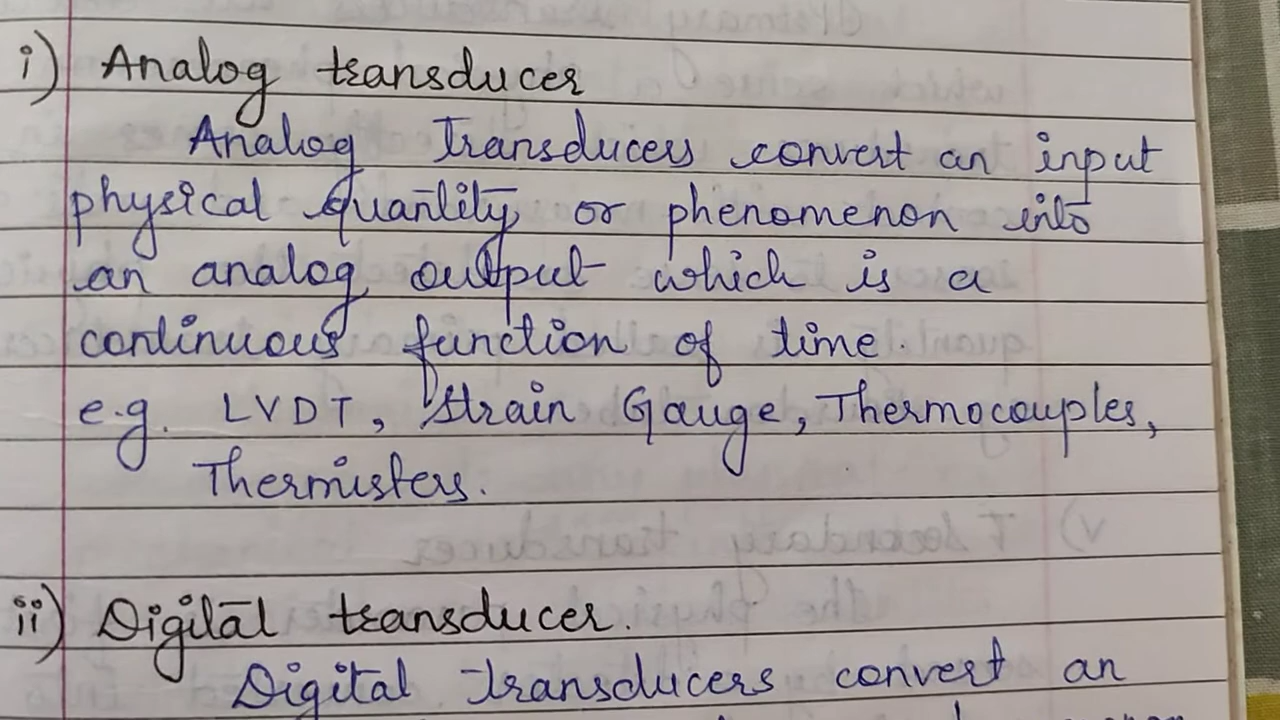 i) Analog transducer
Analog Transducers convert an input
physical quantity or phenomenon into
an analog output which is a
continuous function of time.
e.g. LVDT, Strain Gauge, Thermocouples,
Thermisters.
ii) Digital transducer.
Digital Transducers convert an